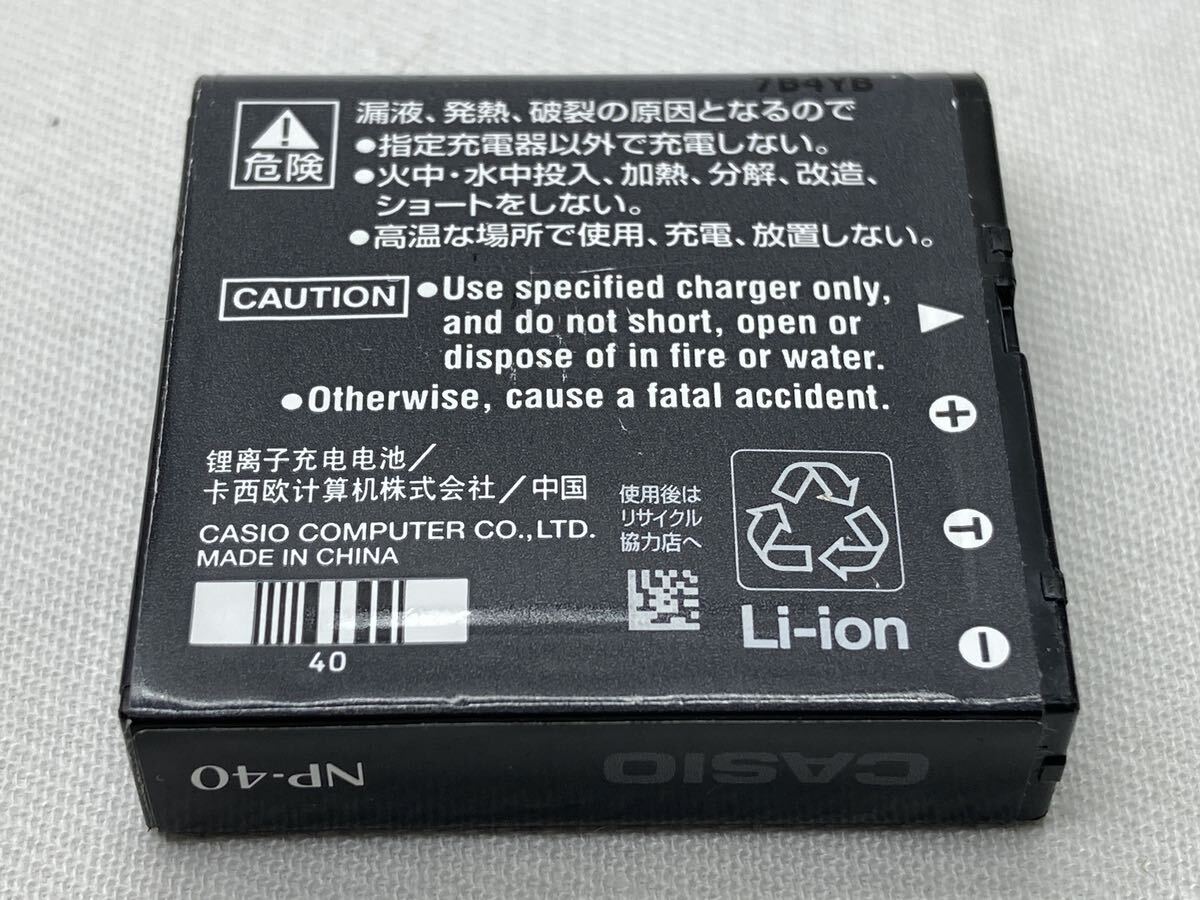 7B4YB
危険
漏液、発熱、破裂の原因となるので
●指定充電器以外で充電しない。
●火中・水中投入、加熱、分解、改造、
ショートをしない。
●高温な場所で使用、充電、放置しない。
CAUTION
●Use specified charger only,
and do not short, open or
dispose of in fire or water.
●Otherwise, cause a fatal accident.
+
T
−
锂离子充电电池/
卡西欧计算机株式会社/中国
CASIO COMPUTER CO.,LTD.
MADE IN CHINA
40
使用後は
リサイクル
協力店へ
Li-ion
NP-40
CASIO